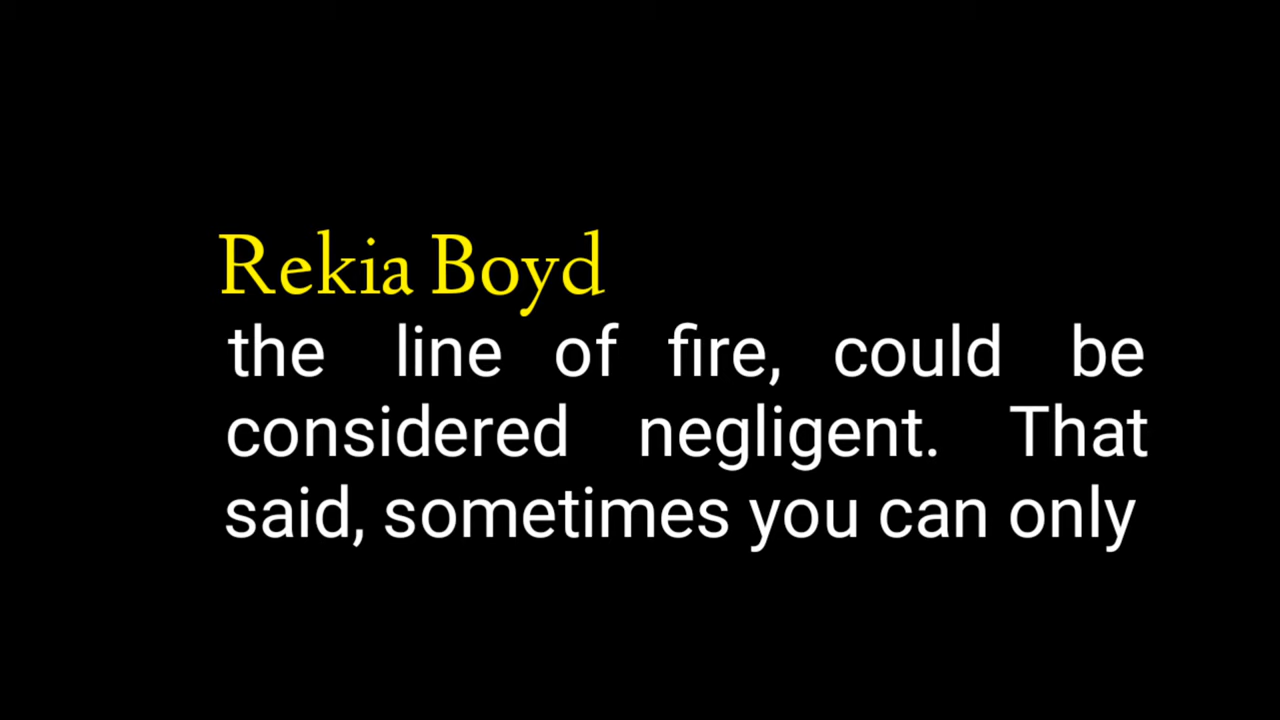 Rekia Boyd
the line of fire, could be
considered negligent. That
said, sometimes you can only